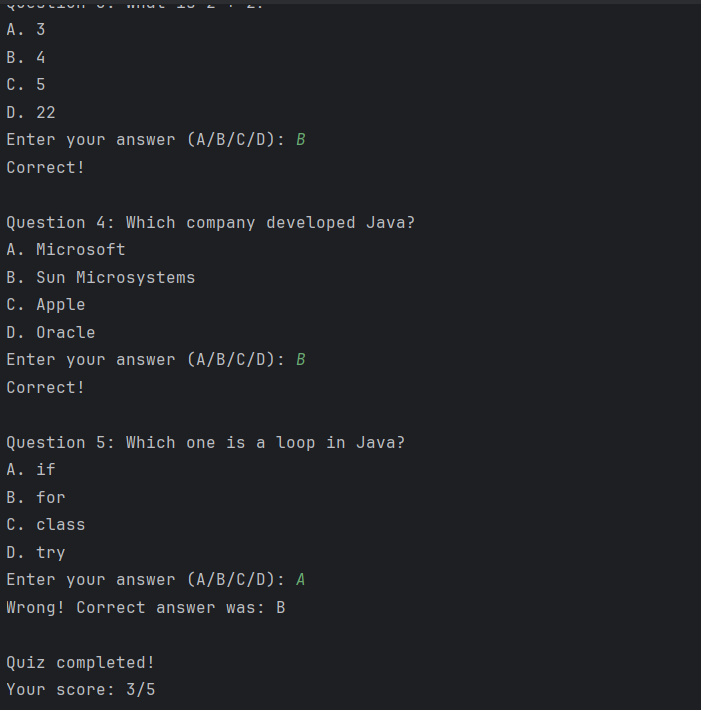 A. 3
B. 4
C. 5
D. 22
Enter your answer (A/B/C/D): B
Correct!
Question 4: Which company developed Java?
A. Microsoft
B. Sun Microsystems
C. Apple
D. Oracle
Enter your answer (A/B/C/D): B
Correct!
Question 5: Which one is a loop in Java?
A. if
B. for
C. class
D. try
Enter your answer (A/B/C/D): A
Wrong! Correct answer was: B
Quiz completed!
Your score: 3/5